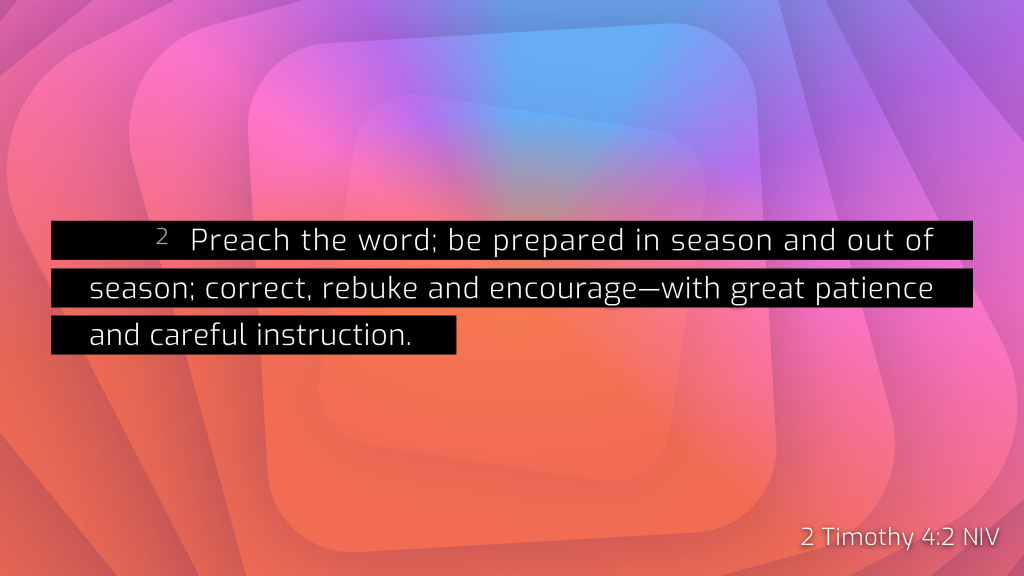 2 Preach the word; be prepared in season and out of
season; correct, rebuke and encourage—with great patience
and careful instruction.
2 Timothy 4:2 NIV